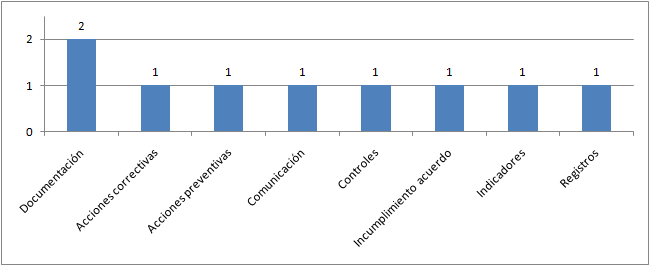 2
1
1
1
1
1
1
1
2
1
0
Documentación
Acciones correctivas
Acciones preventivas
Comunicación
Controles
Incumplimiento acuerdo
Indicadores
Registros